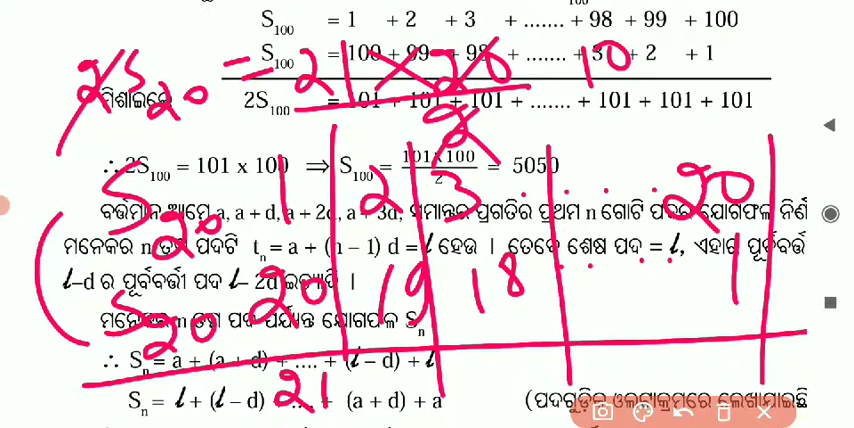 S₁₀₀ = 1 + 2 + 3 + ....... + 98 + 99 + 100
S₁₀₀ = 100 + 99 + 98 + ....... + 3 + 2 + 1
ମିଶାଇଲେ 2S₁₀₀ = 101 + 101 + 101 + ....... + 101 + 101 + 101
2S₂₀ = 21 × 20 10
2
∴ 2S₁₀₀ = 101 x 100 ⇒ S₁₀₀ = 101x100/2 = 5050
S₂₀ 1 2 3 ..... 20
ବର୍ତ୍ତମାନ ଆମେ a, a + d, a + 2d, a + 3d, ସମାନ୍ତର ପ୍ରଗତିର ପ୍ରଥମ n ଗୋଟି ପଦର ଯୋଗଫଳ
ମନେକର n ତମ ପଦଟି tₙ = a + (n – 1) d = l ହେଉ । ତେବେ ଶେଷ ପଦ = l, ଏହାର
l–d ର ପୂର୍ବବର୍ତ୍ତୀ ପଦ l– 2d ଇତ୍ୟାଦି ।
S₂₀ 20 19 18 ..... 1
ମନେକର n ତମ ପଦ ପର୍ଯ୍ୟନ୍ତ ଯୋଗଫଳ Sₙ
∴ Sₙ = a + (a + d) + .... + (l – d) + l
21
Sₙ = l + (l – d) + .... + (a + d) + a (ପଦଗୁଡ଼ିକ ଓଲଟାକ୍ରମରେ ଲେଖାଯାଇଛି